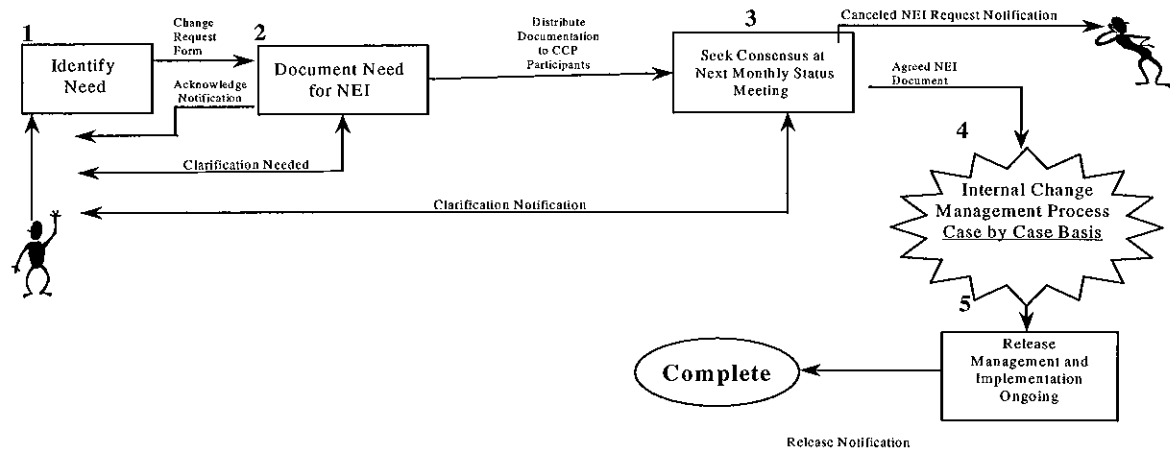 1
Identify
Need
Change
Request
Form
Acknowledge
Notification
2
Document Need
for NEI
Clarification Needed
Clarification Notification
Distribute
Documentation
to CCP
Participants
3
Seek Consensus at
Next Monthly Status
Meeting
Canceled NEI Request Notification
Agreed NEI
Document
4
Internal Change
Management Process
Case by Case Basis
5
Release
Management and
Implementation
Ongoing
Complete
Release Notification